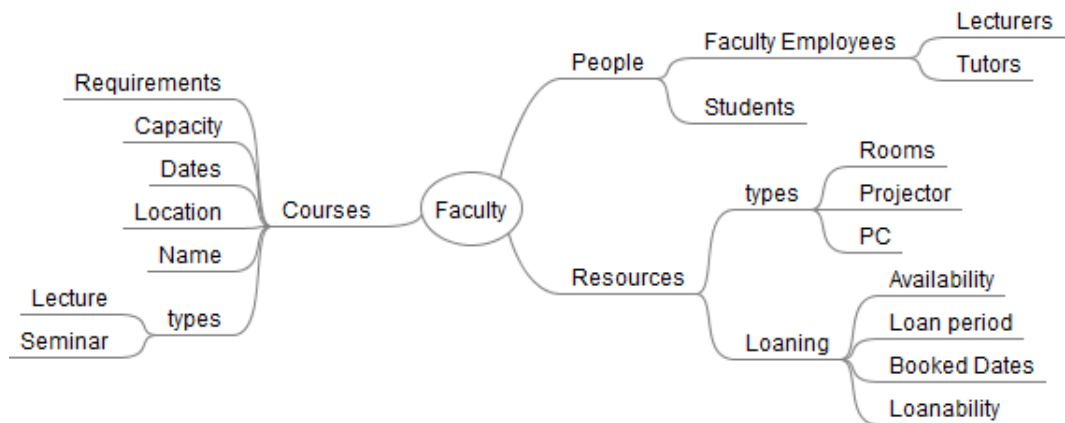 Faculty
People
Faculty Employees
Lecturers
Tutors
Students
Resources
types
Rooms
Projector
PC
Loaning
Availability
Loan period
Booked Dates
Loanability
Courses
Requirements
Capacity
Dates
Location
Name
types
Lecture
Seminar